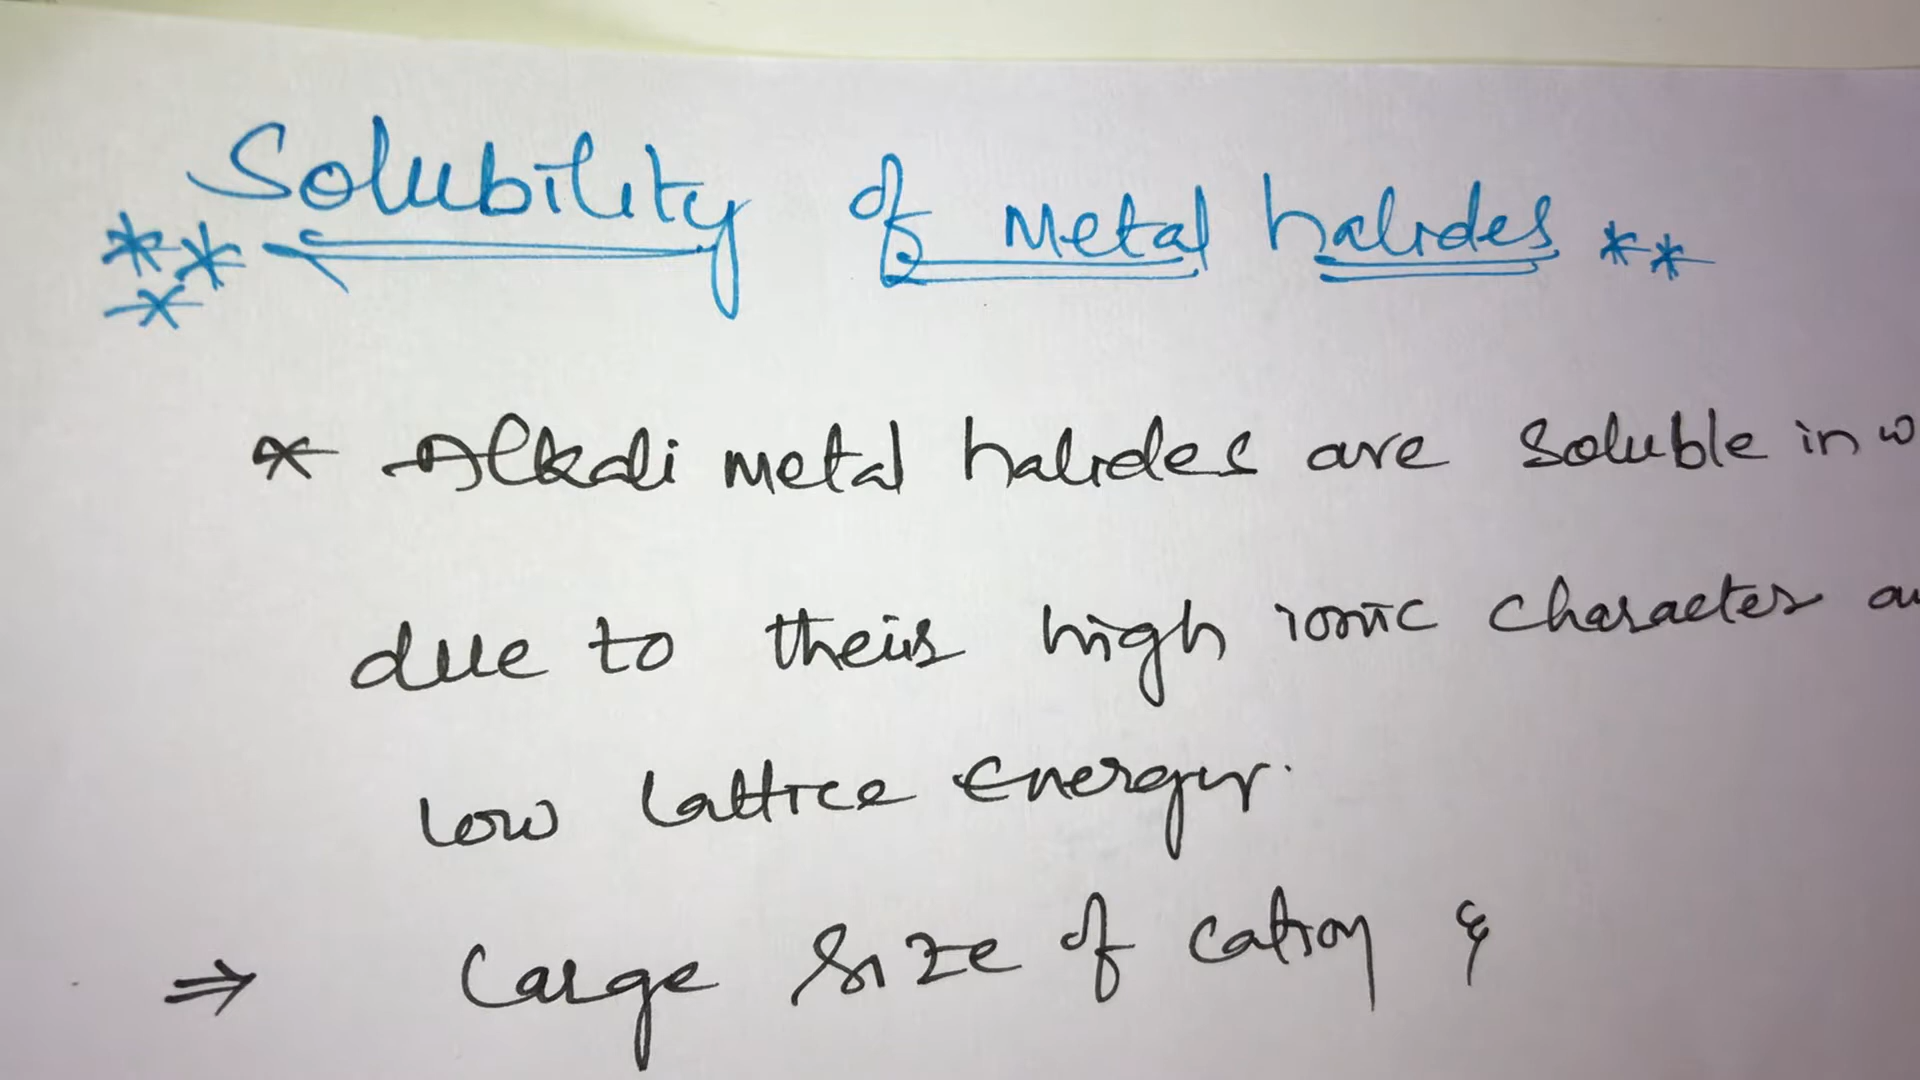 Solubility of Metal halides **
***
* Alkali metal halides are soluble in w
due to their high ionic character
low lattice energy.
⇒ Large size of cation &